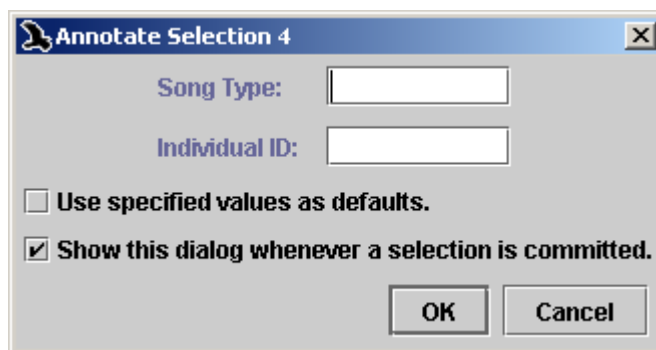 Annotate Selection 4
Song Type:
Individual ID:
Use specified values as defaults.
Show this dialog whenever a selection is committed.
OK Cancel